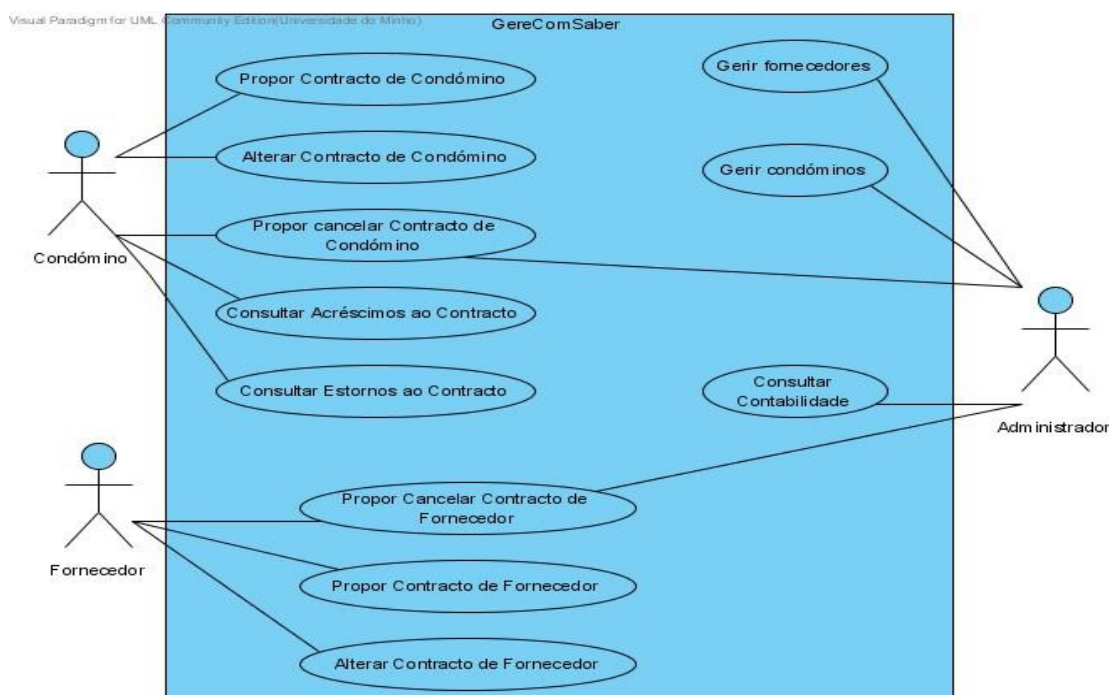 Visual Paradigm for UML Community Edition(Universidade do Minho)
GereComSaber
Propor Contracto de Condómino
Gerir fornecedores
Alterar Contracto de Condómino
Gerir condóminos
Propor cancelar Contracto de
Condómino
Condómino
Consultar Acréscimos ao Contracto
Consultar Estornos ao Contracto
Consultar
Contabilidade
Administrador
Propor Cancelar Contracto de
Fornecedor
Fornecedor
Propor Contracto de Fornecedor
Alterar Contracto de Fornecedor